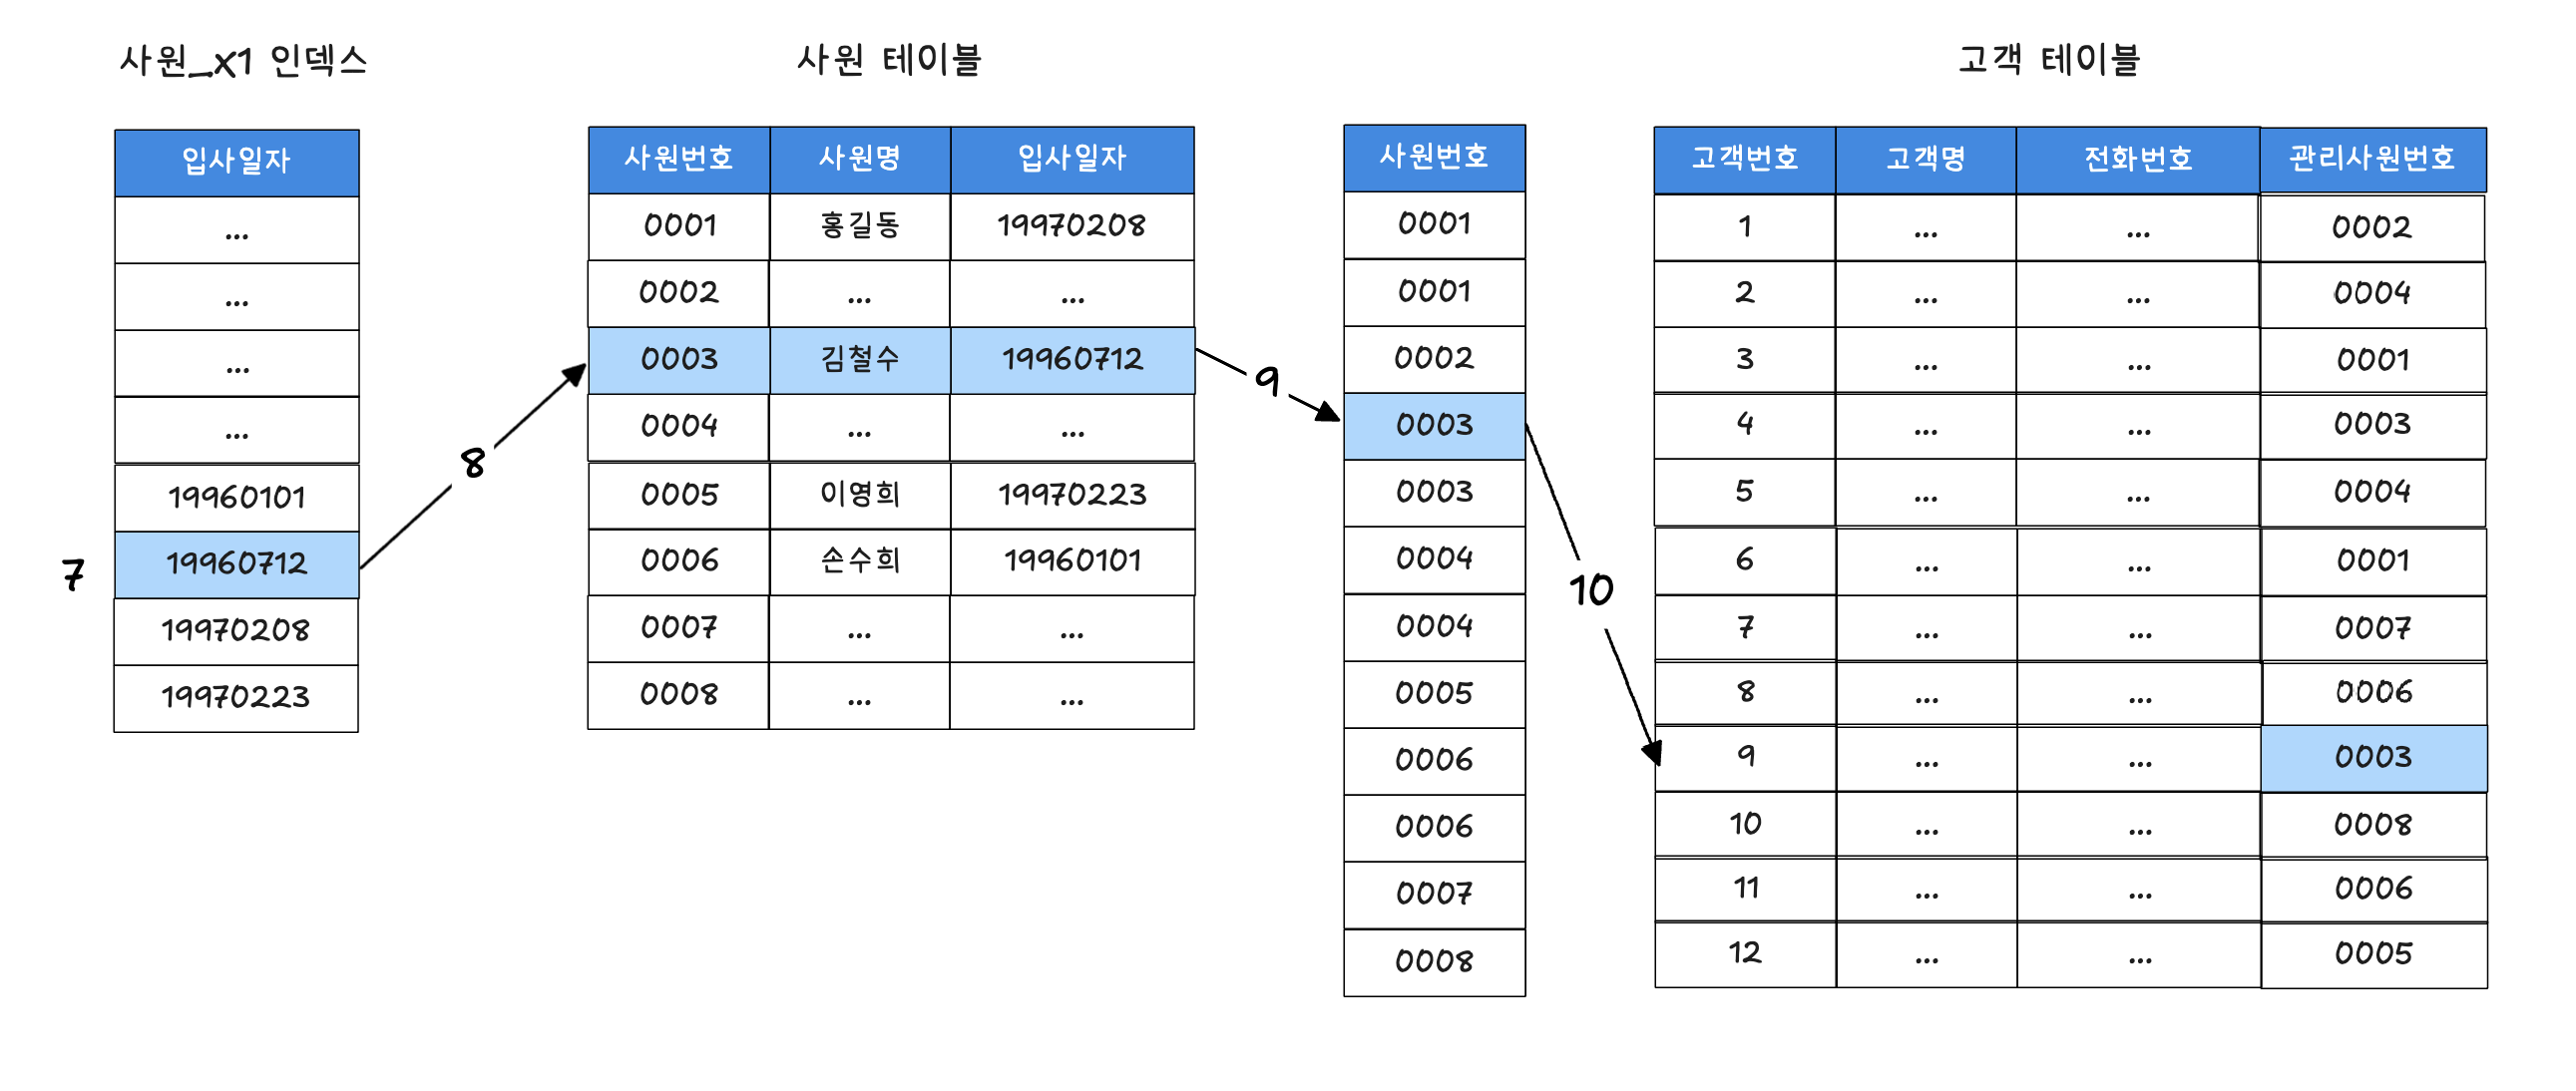 사원_X1 인덱스
입사일자
...
...
...
...
19960101
19960712
19970208
19970223
7
8
사원 테이블
사원번호 사원명 입사일자
0001 홍길동 19970208
0002 ... ...
0003 김철수 19960712
0004 ... ...
0005 이영희 19970223
0006 손수희 19960101
0007 ... ...
0008 ... ...
9
사원번호
0001
0001
0002
0003
0003
0004
0004
0005
0006
0006
0007
0008
10
고객 테이블
고객번호 고객명 전화번호 관리사원번호
1 ... ... 0002
2 ... ... 0004
3 ... ... 0001
4 ... ... 0003
5 ... ... 0004
6 ... ... 0001
7 ... ... 0007
8 ... ... 0006
9 ... ... 0003
10 ... ... 0008
11 ... ... 0006
12 ... ... 0005